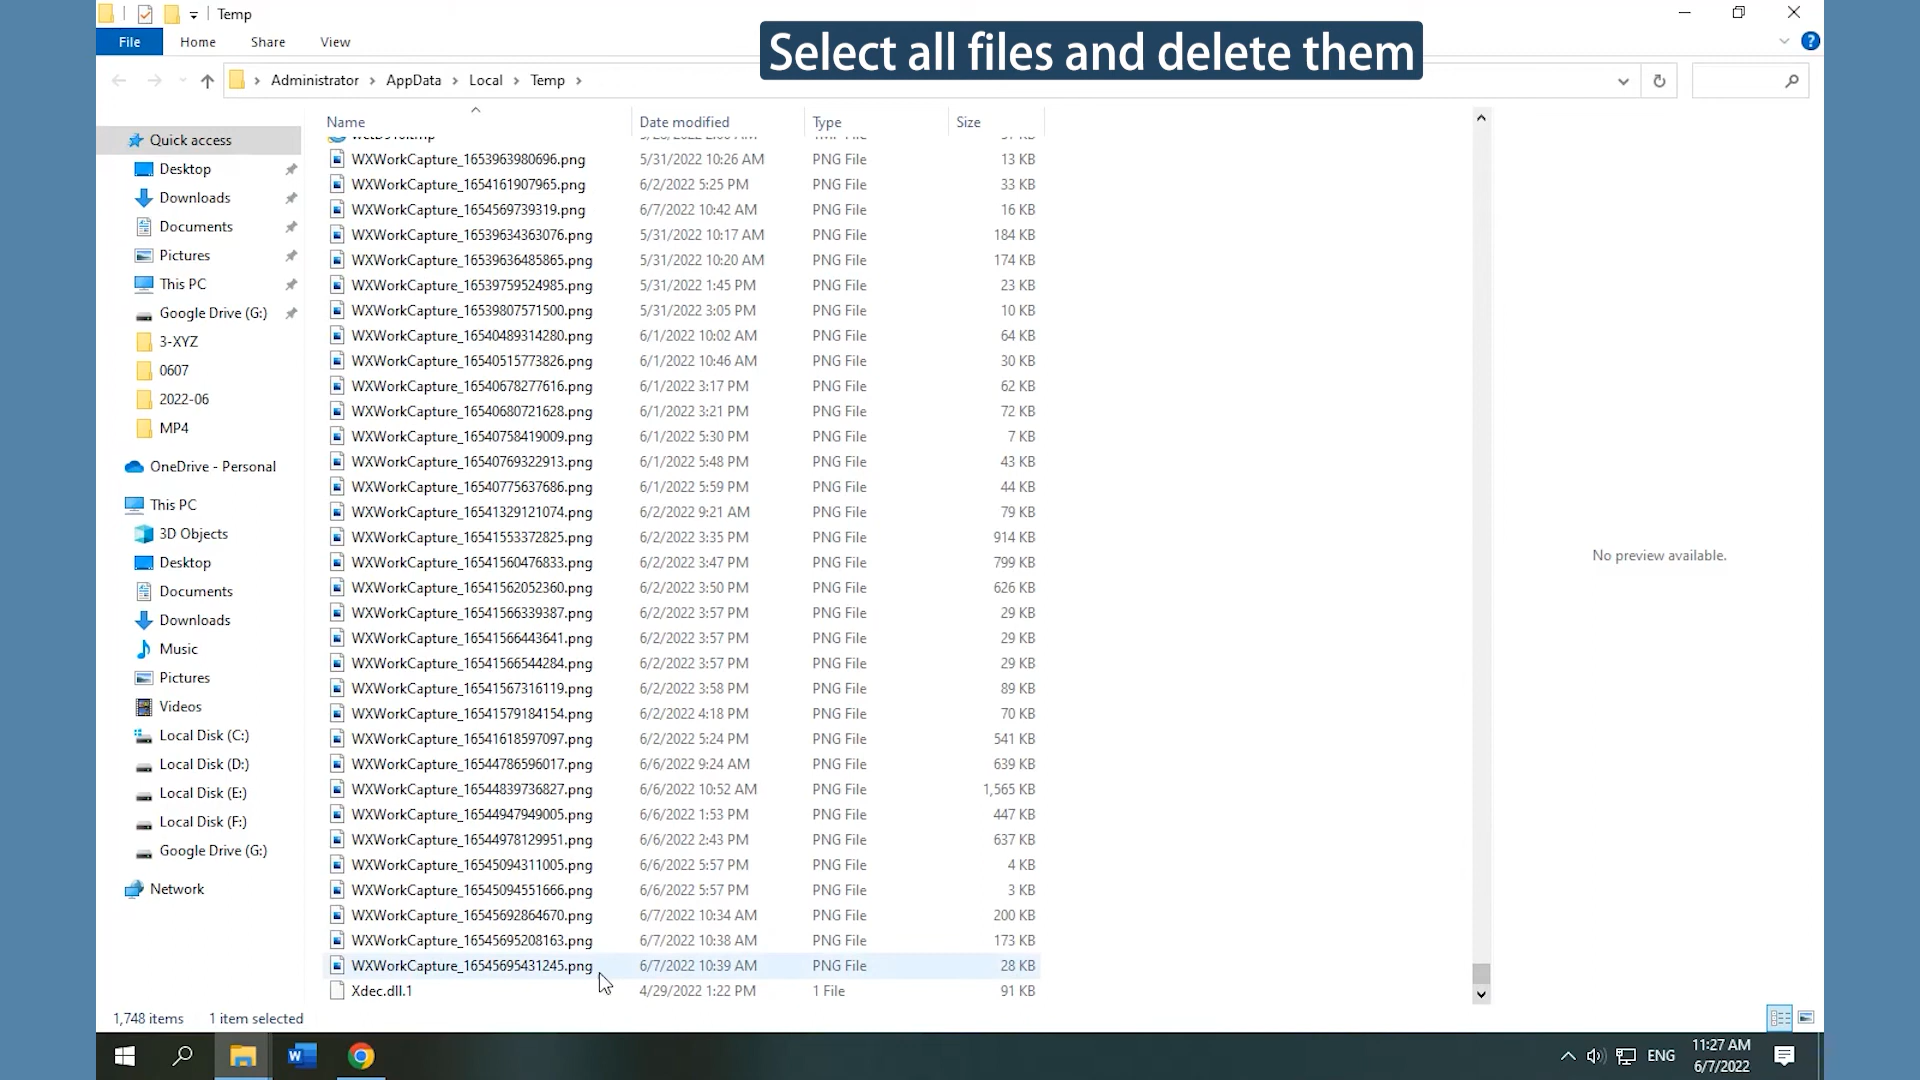 Temp
Select all files and delete them
File Home Share View
Administrator AppData Local Temp
Name Date modified Type Size
Quick access
Desktop
Downloads
Documents
Pictures
This PC
Google Drive (G:)
3-XYZ
0607
2022-06
MP4
OneDrive - Personal
This PC
3D Objects
Desktop
Documents
Downloads
Music
Pictures
Videos
Local Disk (C:)
Local Disk (D:)
Local Disk (E:)
Local Disk (F:)
Google Drive (G:)
Network
WXWorkCapture_1653963980696.png 5/31/2022 10:26 AM PNG File 13 KB
WXWorkCapture_1654161907965.png 6/2/2022 5:25 PM PNG File 33 KB
WXWorkCapture_1654569739319.png 6/7/2022 10:42 AM PNG File 16 KB
WXWorkCapture_16539634363076.png 5/31/2022 10:17 AM PNG File 184 KB
WXWorkCapture_16539636485865.png 5/31/2022 10:20 AM PNG File 174 KB
WXWorkCapture_16539759524985.png 5/31/2022 1:45 PM PNG File 23 KB
WXWorkCapture_16539807571500.png 5/31/2022 3:05 PM PNG File 10 KB
WXWorkCapture_16540489314280.png 6/1/2022 10:02 AM PNG File 64 KB
WXWorkCapture_16540515773826.png 6/1/2022 10:46 AM PNG File 30 KB
WXWorkCapture_16540678277616.png 6/1/2022 3:17 PM PNG File 62 KB
WXWorkCapture_16540680721628.png 6/1/2022 3:21 PM PNG File 72 KB
WXWorkCapture_16540758419009.png 6/1/2022 5:30 PM PNG File 7 KB
WXWorkCapture_16540769322913.png 6/1/2022 5:48 PM PNG File 43 KB
WXWorkCapture_16540775637686.png 6/1/2022 5:59 PM PNG File 44 KB
WXWorkCapture_16541329121074.png 6/2/2022 9:21 AM PNG File 79 KB
WXWorkCapture_16541553372825.png 6/2/2022 3:35 PM PNG File 914 KB
WXWorkCapture_16541560476833.png 6/2/2022 3:47 PM PNG File 799 KB
WXWorkCapture_16541562052360.png 6/2/2022 3:50 PM PNG File 626 KB
WXWorkCapture_16541566339387.png 6/2/2022 3:57 PM PNG File 29 KB
WXWorkCapture_16541566443641.png 6/2/2022 3:57 PM PNG File 29 KB
WXWorkCapture_16541566544284.png 6/2/2022 3:57 PM PNG File 29 KB
WXWorkCapture_16541567316119.png 6/2/2022 3:58 PM PNG File 89 KB
WXWorkCapture_16541579184154.png 6/2/2022 4:18 PM PNG File 70 KB
WXWorkCapture_16541618597097.png 6/2/2022 5:24 PM PNG File 541 KB
WXWorkCapture_16544786596017.png 6/6/2022 9:24 AM PNG File 639 KB
WXWorkCapture_16544839736827.png 6/6/2022 10:52 AM PNG File 1,565 KB
WXWorkCapture_16544947949005.png 6/6/2022 1:53 PM PNG File 447 KB
WXWorkCapture_16544978129951.png 6/6/2022 2:43 PM PNG File 637 KB
WXWorkCapture_16545094311005.png 6/6/2022 5:57 PM PNG File 4 KB
WXWorkCapture_16545094551666.png 6/6/2022 5:57 PM PNG File 3 KB
WXWorkCapture_16545692864670.png 6/7/2022 10:34 AM PNG File 200 KB
WXWorkCapture_16545695208163.png 6/7/2022 10:38 AM PNG File 173 KB
WXWorkCapture_16545695431245.png 6/7/2022 10:39 AM PNG File 28 KB
Xdec.dll.1 4/29/2022 1:22 PM 1 File 91 KB
No preview available.
1,748 items 1 item selected
ENG
11:27 AM
6/7/2022